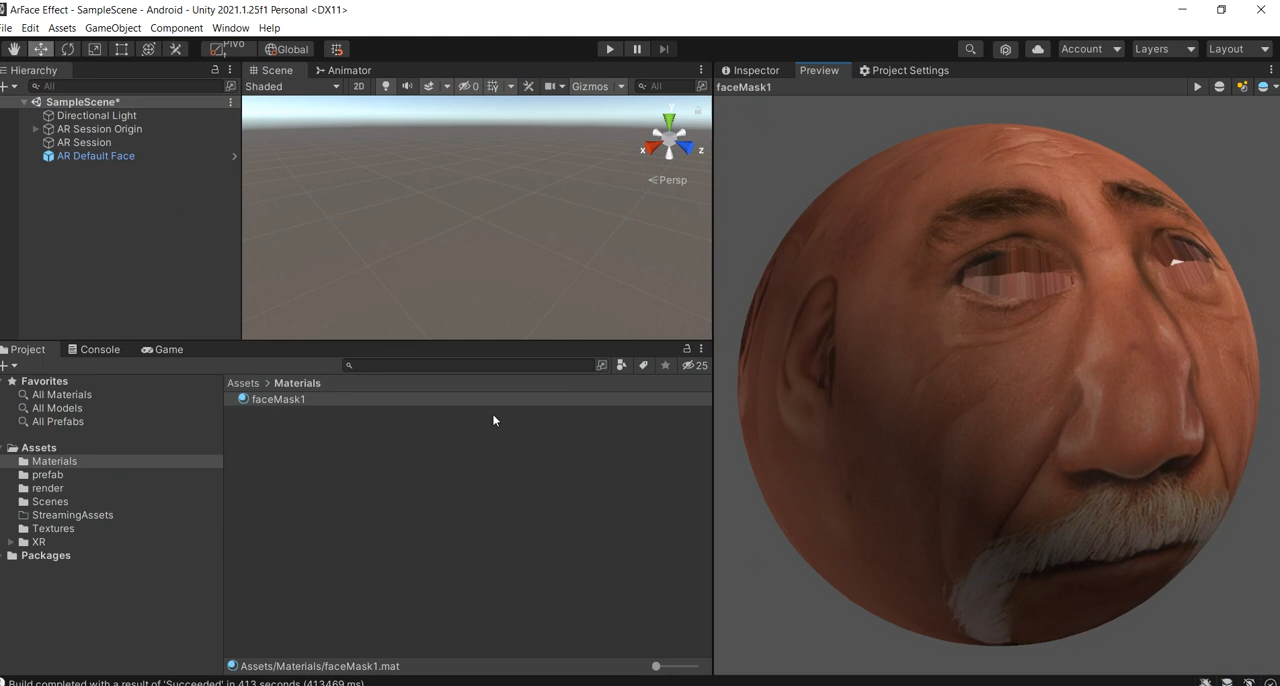 ArFace Effect - SampleScene - Android - Unity 2021.1.25f1 Personal <DX11>
File Edit Assets GameObject Component Window Help
Pivot Global Account Layers Layout
Hierarchy
All
SampleScene*
Directional Light
AR Session Origin
AR Session
AR Default Face
Scene Animator
Shaded 2D 0 Gizmos All
y
x z
Persp
Inspector Preview Project Settings
faceMask1
Project Console Game
25
Favorites
All Materials
All Models
All Prefabs
Assets
Materials
prefab
render
Scenes
StreamingAssets
Textures
XR
Packages
Assets > Materials
faceMask1
Assets/Materials/faceMask1.mat
Build completed with a result of 'Succeeded' in 413 seconds (413469 ms)